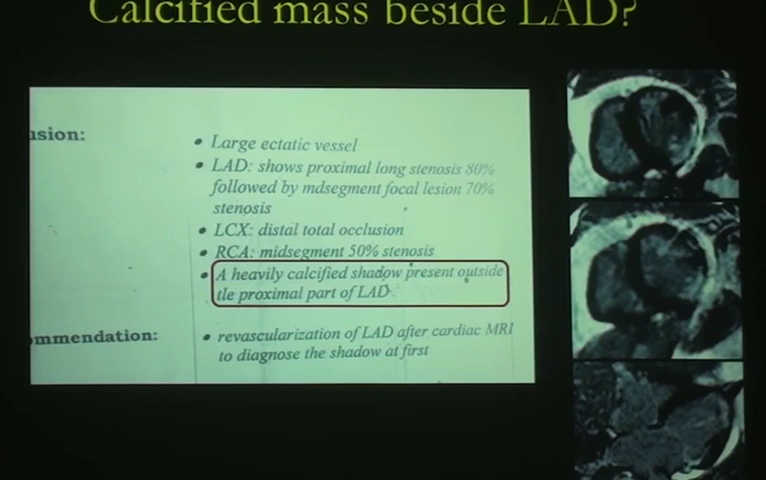 Calcified mass beside LAD?
usion:
• Large ectatic vessel
• LAD: shows proximal long stenosis 80%
followed by mdsegment focal lesion 70%
stenosis
• LCX: distal total occlusion
• RCA: midsegment 50% stenosis
• A heavily calcified shadow present outside
tle proximal part of LAD.
ommendation:
• revascularization of LAD after cardiac MRI
to diagnose the shadow at first